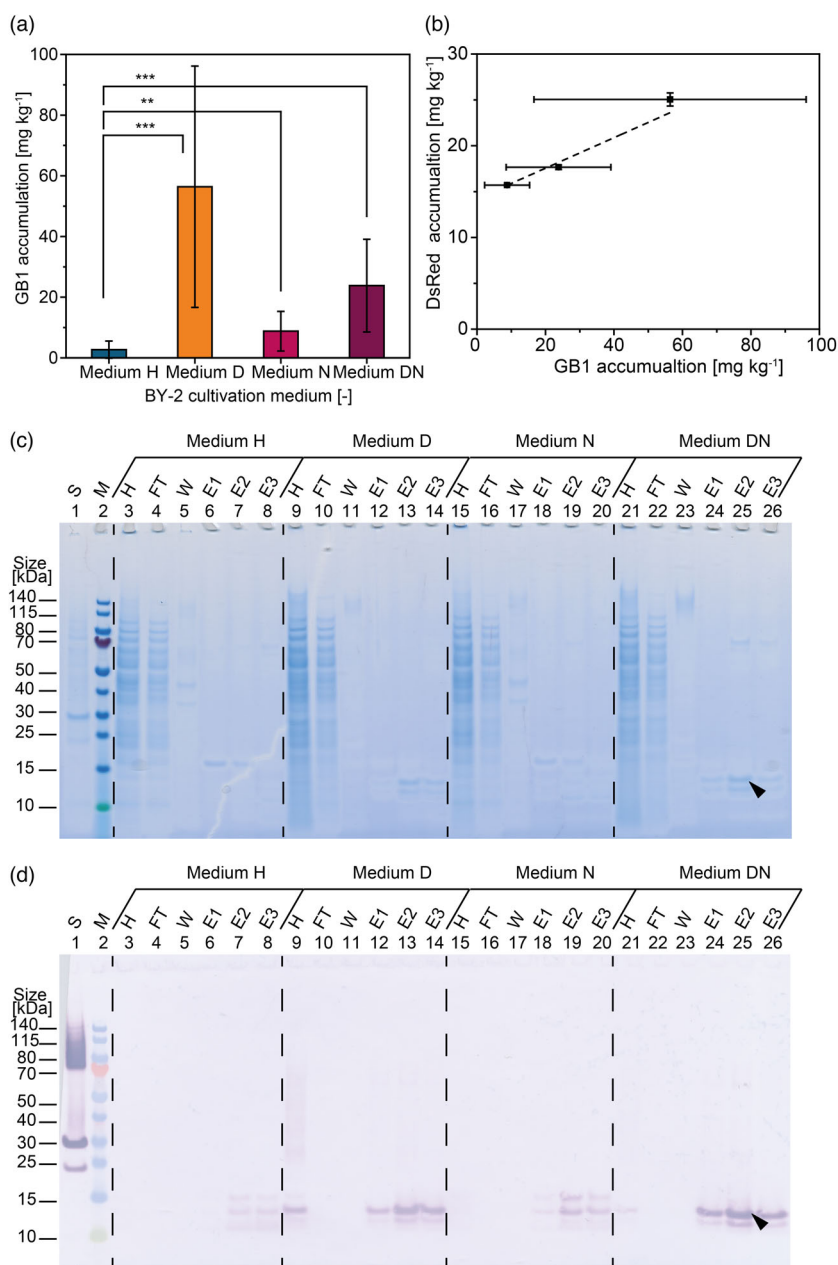 (a)
100
80
60
40
20
0
GB1 accumulation [mg kg⁻¹]
***
**
***
Medium H Medium D Medium N Medium DN
BY-2 cultivation medium [-]
(b)
30
25
20
15
10
5
0
DsRed accumualtion [mg kg⁻¹]
0 20 40 60 80 100
GB1 accumualtion [mg kg⁻¹]
(c)
Medium H Medium D Medium N Medium DN
S M H FT W E1 E2 E3 H FT W E1 E2 E3 H FT W E1 E2 E3 H FT W E1 E2 E3
1 2 3 4 5 6 7 8 9 10 11 12 13 14 15 16 17 18 19 20 21 22 23 24 25 26
Size
[kDa]
140
115
80
70
50
40
30
25
15
10
(d)
Medium H Medium D Medium N Medium DN
S M H FT W E1 E2 E3 H FT W E1 E2 E3 H FT W E1 E2 E3 H FT W E1 E2 E3
1 2 3 4 5 6 7 8 9 10 11 12 13 14 15 16 17 18 19 20 21 22 23 24 25 26
Size
[kDa]
140
115
80
70
50
40
30
25
15
10